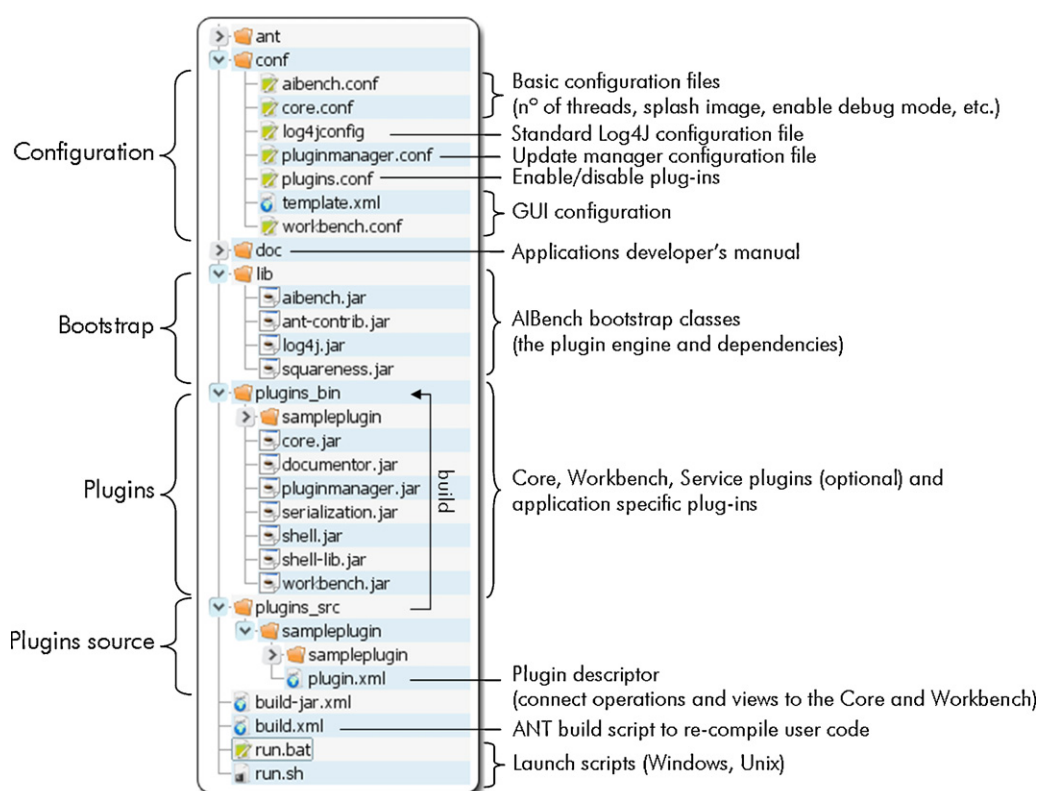 ant
conf
aibench.conf
core.conf
log4jconfig
pluginmanager.conf
plugins.conf
template.xml
workbench.conf
doc
lib
aibench.jar
ant-contrib.jar
log4j.jar
squareness.jar
plugins_bin
sampleplugin
core.jar
documentor.jar
pluginmanager.jar
serialization.jar
shell.jar
shell-lib.jar
workbench.jar
plugins_src
sampleplugin
sampleplugin
plugin.xml
build-jar.xml
build.xml
run.bat
run.sh
build
Configuration
Bootstrap
Plugins
Plugins source
Basic configuration files
(nº of threads, splash image, enable debug mode, etc.)
Standard Log4J configuration file
Update manager configuration file
Enable/disable plug-ins
GUI configuration
Applications developer's manual
AIBench bootstrap classes
(the plugin engine and dependencies)
Core, Workbench, Service plugins (optional) and
application specific plug-ins
Plugin descriptor
(connect operations and views to the Core and Workbench)
ANT build script to re-compile user code
Launch scripts (Windows, Unix)